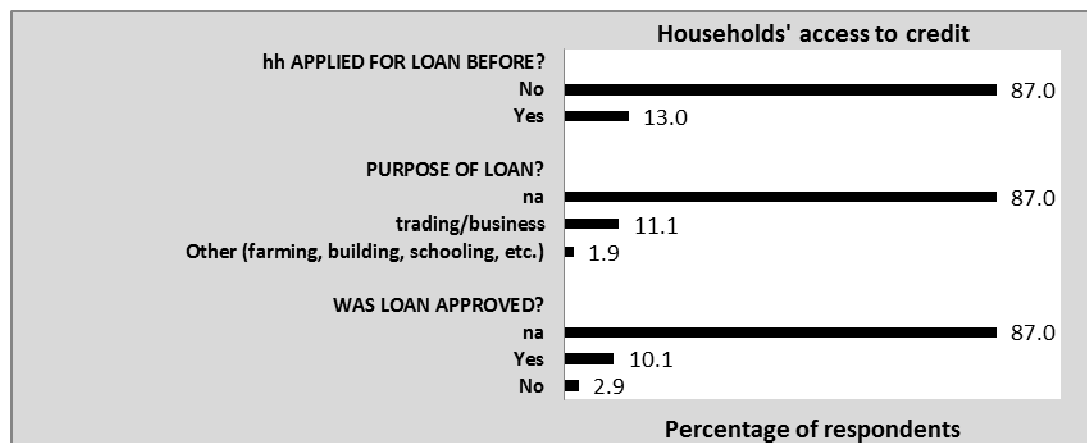 Households' access to credit
hh APPLIED FOR LOAN BEFORE?
No 87.0
Yes 13.0
PURPOSE OF LOAN?
na 87.0
trading/business 11.1
Other (farming, building, schooling, etc.) 1.9
WAS LOAN APPROVED?
na 87.0
Yes 10.1
No 2.9
Percentage of respondents